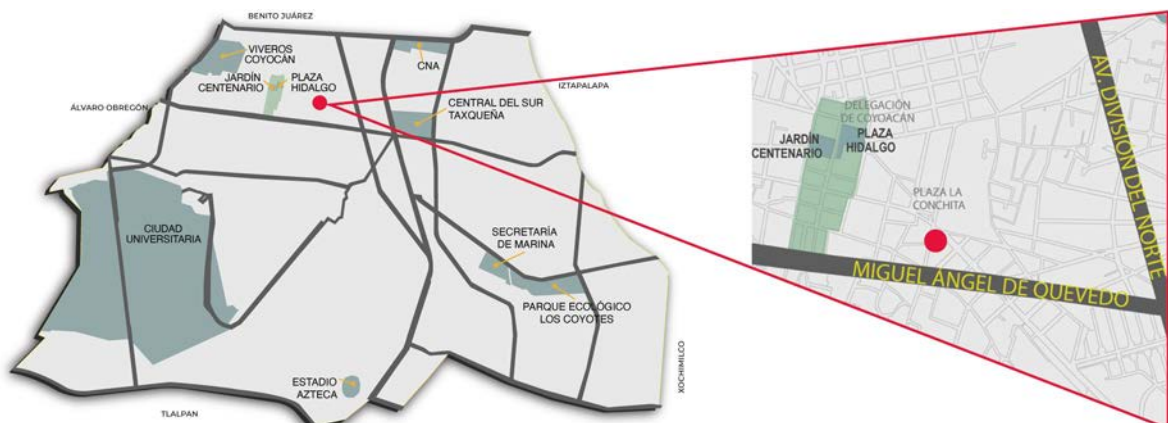 BENITO JUÁREZ
VIVEROS
COYOCÁN
CNA
JARDÍN
CENTENARIO
PLAZA
HIDALGO
IZTAPALAPA
ÁLVARO OBREGÓN
CENTRAL DEL SUR
TAXQUEÑA
CIUDAD
UNIVERSITARIA
SECRETARÍA
DE MARINA
PARQUE ECOLÓGICO
LOS COYOTES
ESTADIO
AZTECA
XOCHIMILCO
TLALPAN
AV. DIVISION DEL NORTE
DELEGACIÓN
DE COYOACÁN
JARDÍN
CENTENARIO
PLAZA
HIDALGO
PLAZA LA
CONCHITA
MIGUEL ÁNGEL DE QUEVEDO